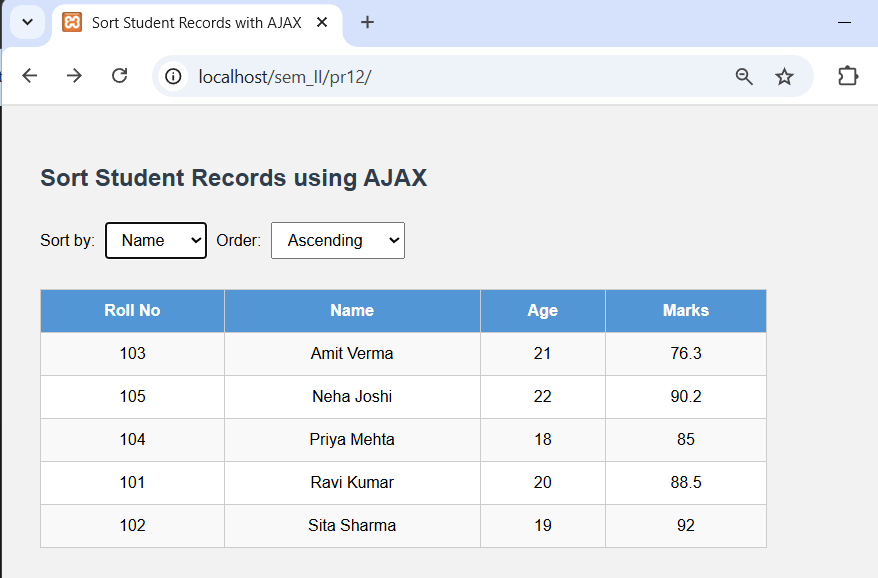 Sort Student Records with AJAX
localhost/sem_II/pr12/
Sort Student Records using AJAX
Sort by: Name Order: Ascending
Roll No Name Age Marks
103 Amit Verma 21 76.3
105 Neha Joshi 22 90.2
104 Priya Mehta 18 85
101 Ravi Kumar 20 88.5
102 Sita Sharma 19 92